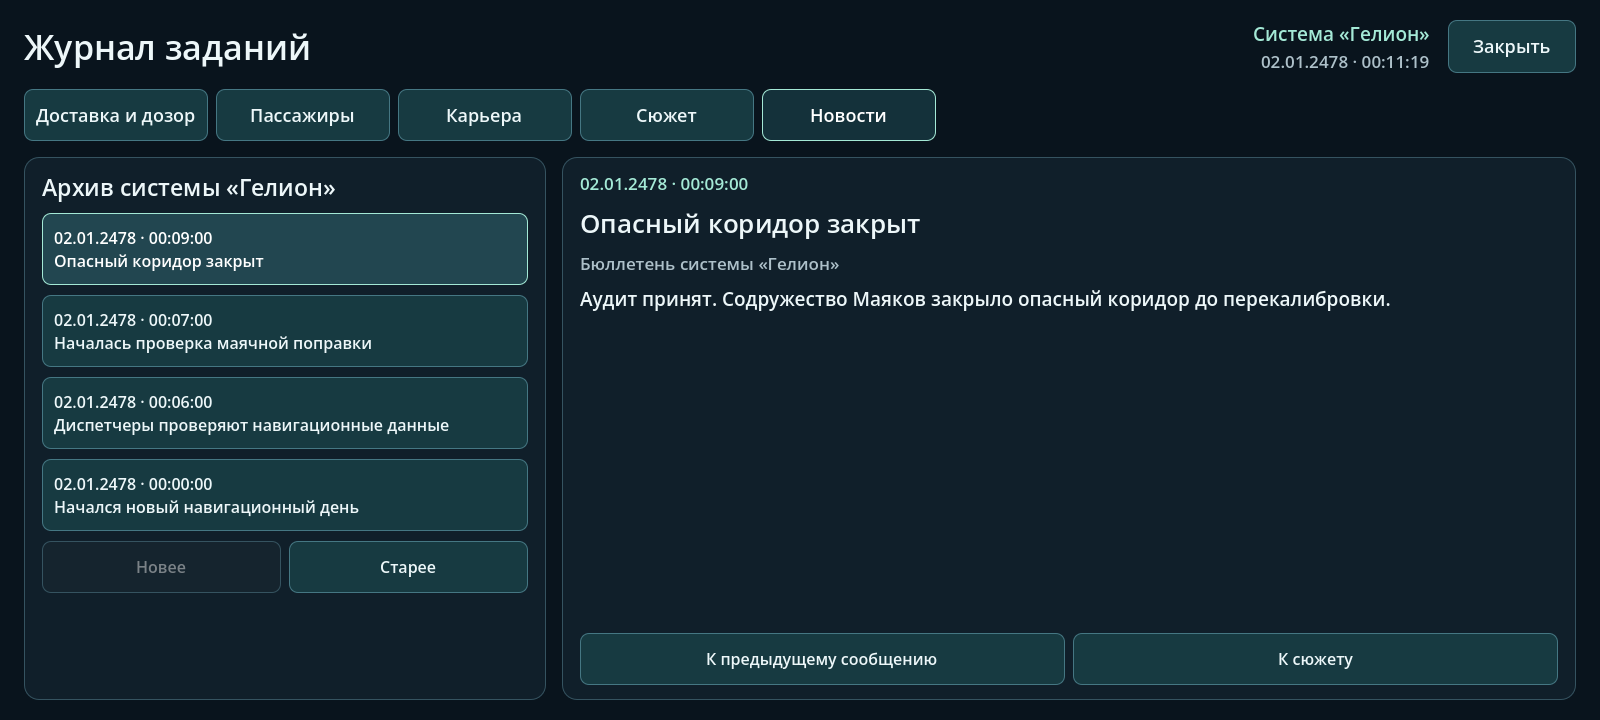 Журнал заданий
Система «Гелион»
02.01.2478 · 00:11:19
Закрыть
Доставка и дозор
Пассажиры
Карьера
Сюжет
Новости
Архив системы «Гелион»
02.01.2478 · 00:09:00
Опасный коридор закрыт
02.01.2478 · 00:07:00
Началась проверка маячной поправки
02.01.2478 · 00:06:00
Диспетчеры проверяют навигационные данные
02.01.2478 · 00:00:00
Начался новый навигационный день
Новее
Старее
02.01.2478 · 00:09:00
Опасный коридор закрыт
Бюллетень системы «Гелион»
Аудит принят. Содружество Маяков закрыло опасный коридор до перекалибровки.
К предыдущему сообщению
К сюжету